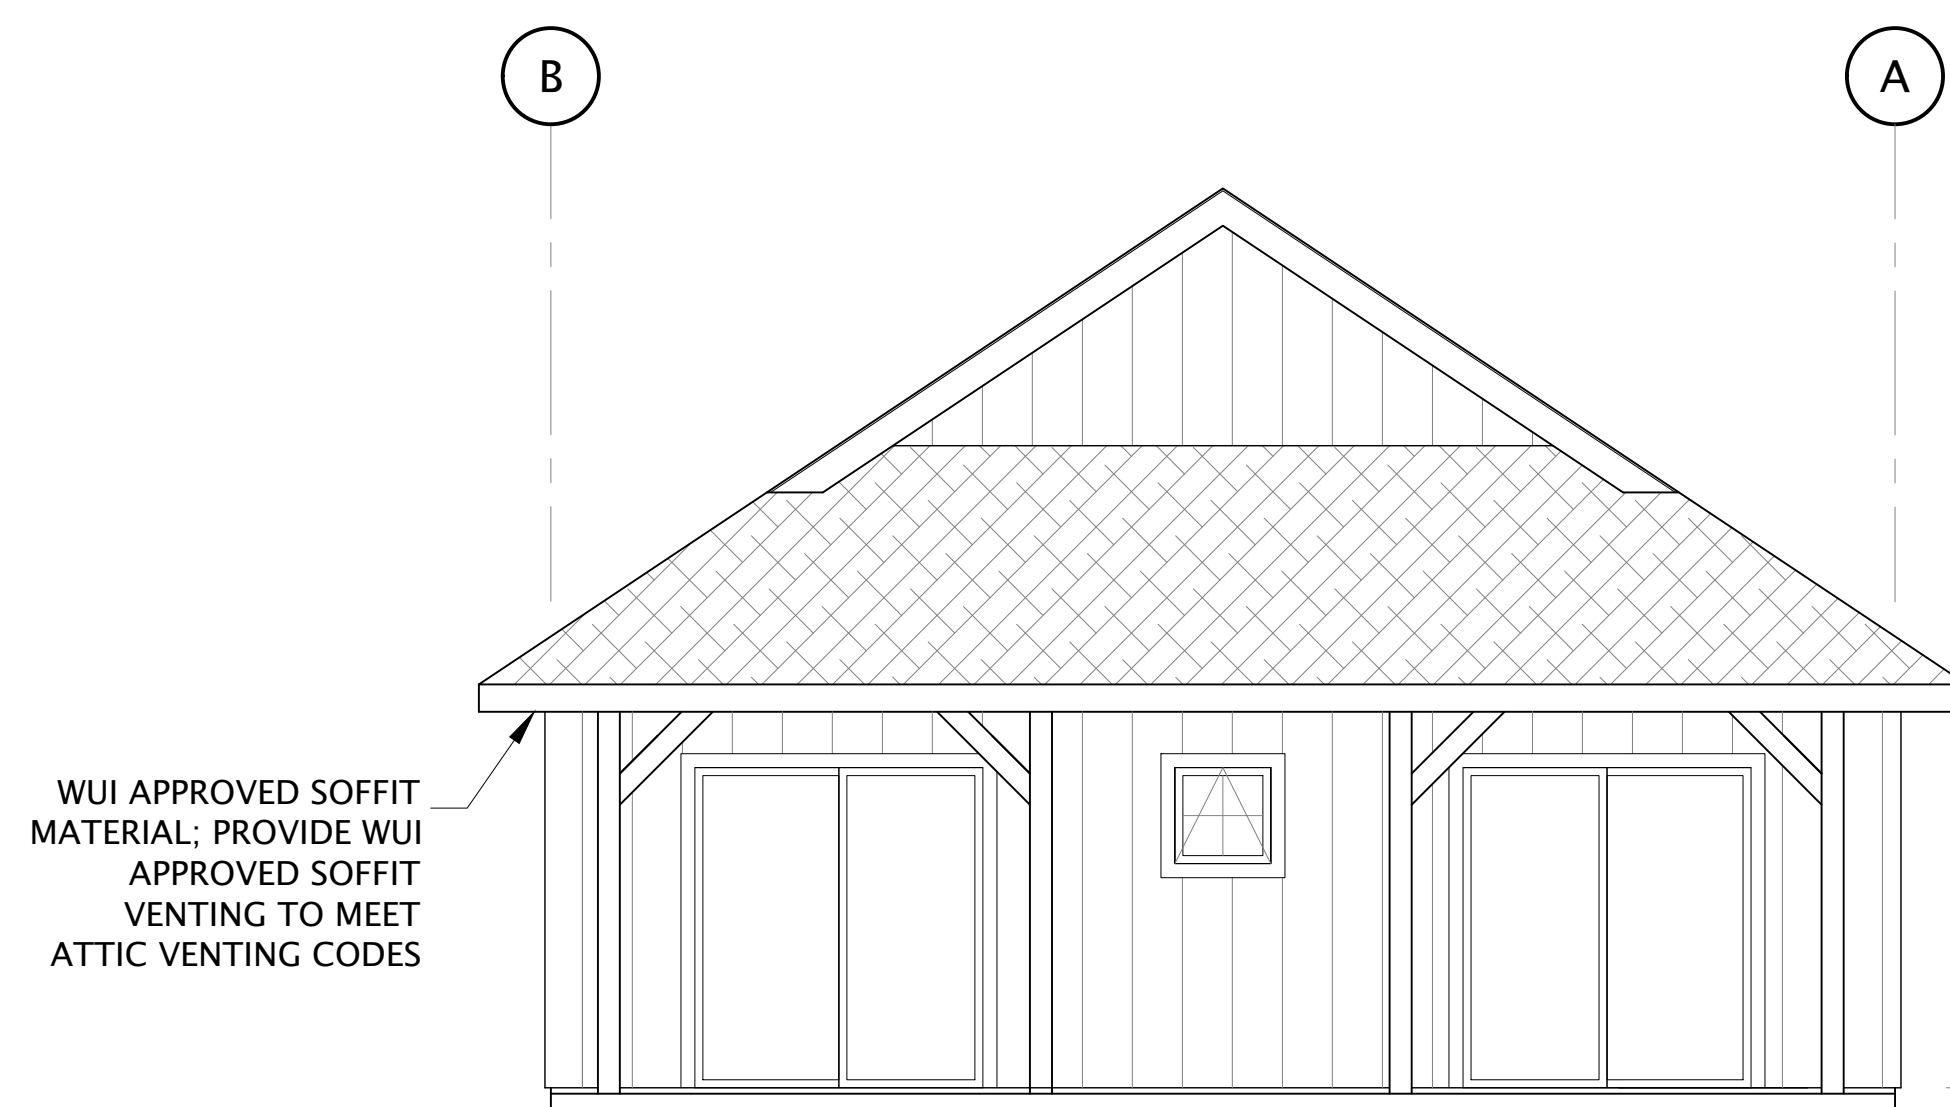 B
A
WUI APPROVED SOFFIT
MATERIAL; PROVIDE WUI
APPROVED SOFFIT
VENTING TO MEET
ATTIC VENTING CODES